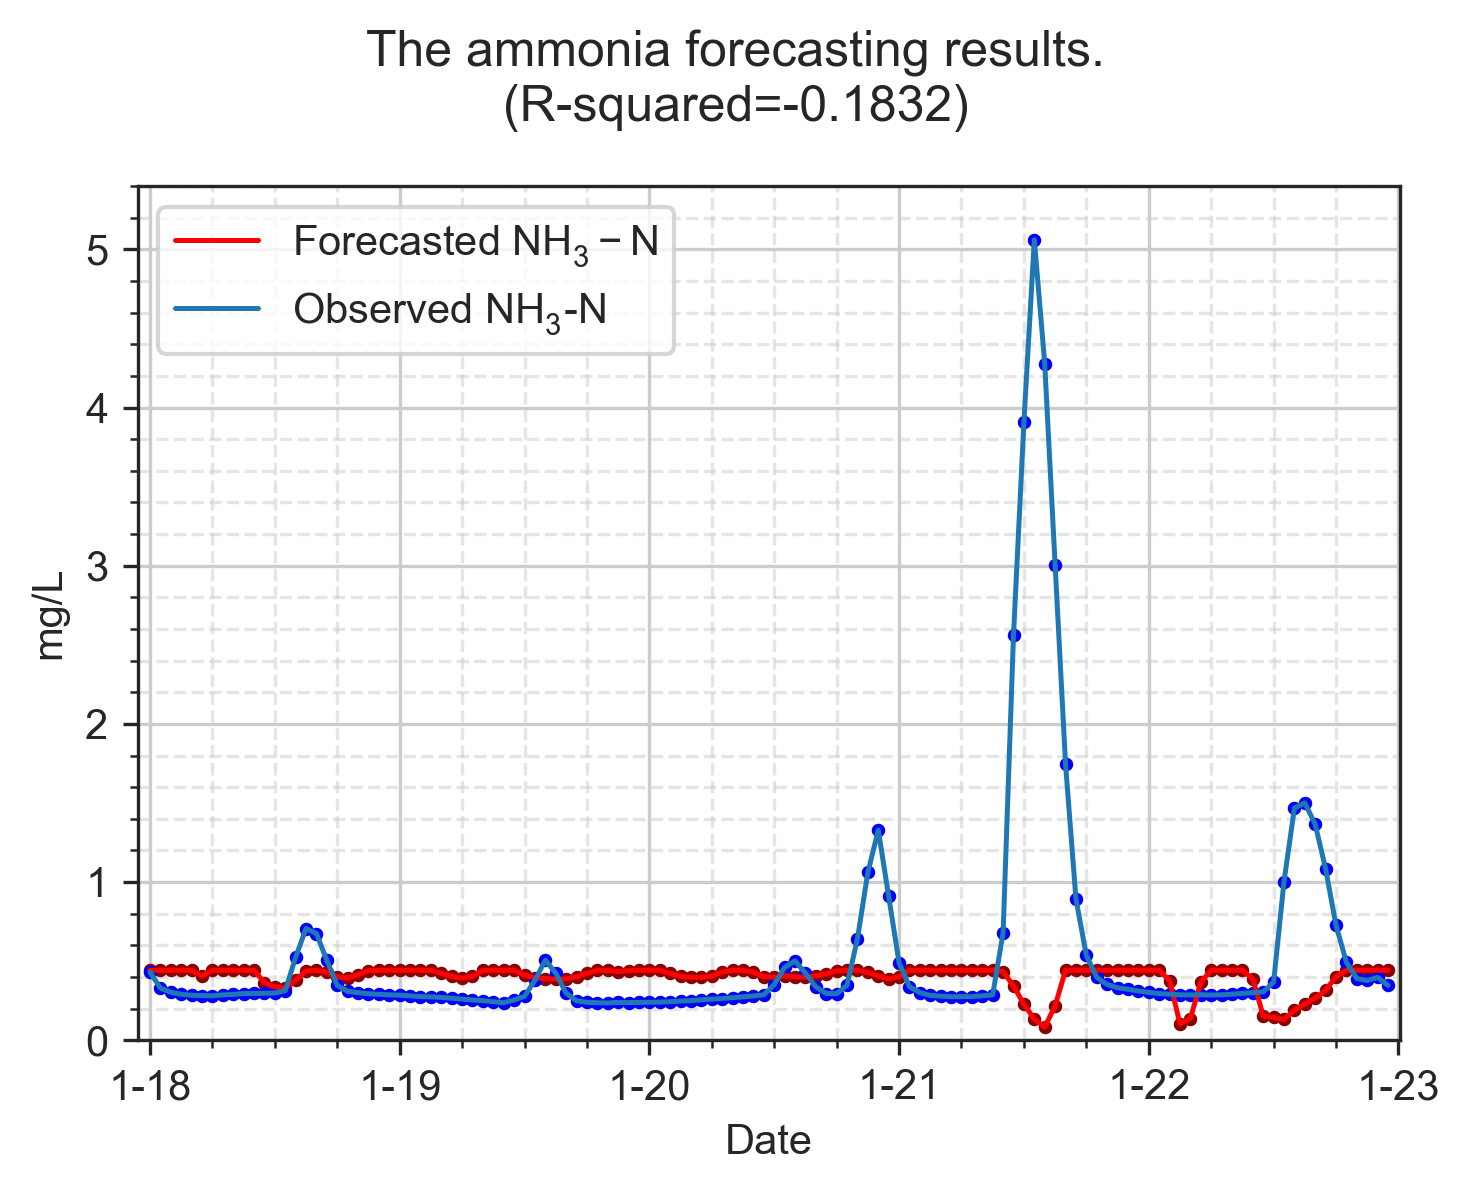 The ammonia forecasting results.
(R-squared=-0.1832)
Forecasted NH₃ − N
Observed NH₃-N
5
4
3
2
1
0
mg/L
1-18 1-19 1-20 1-21 1-22 1-23
Date